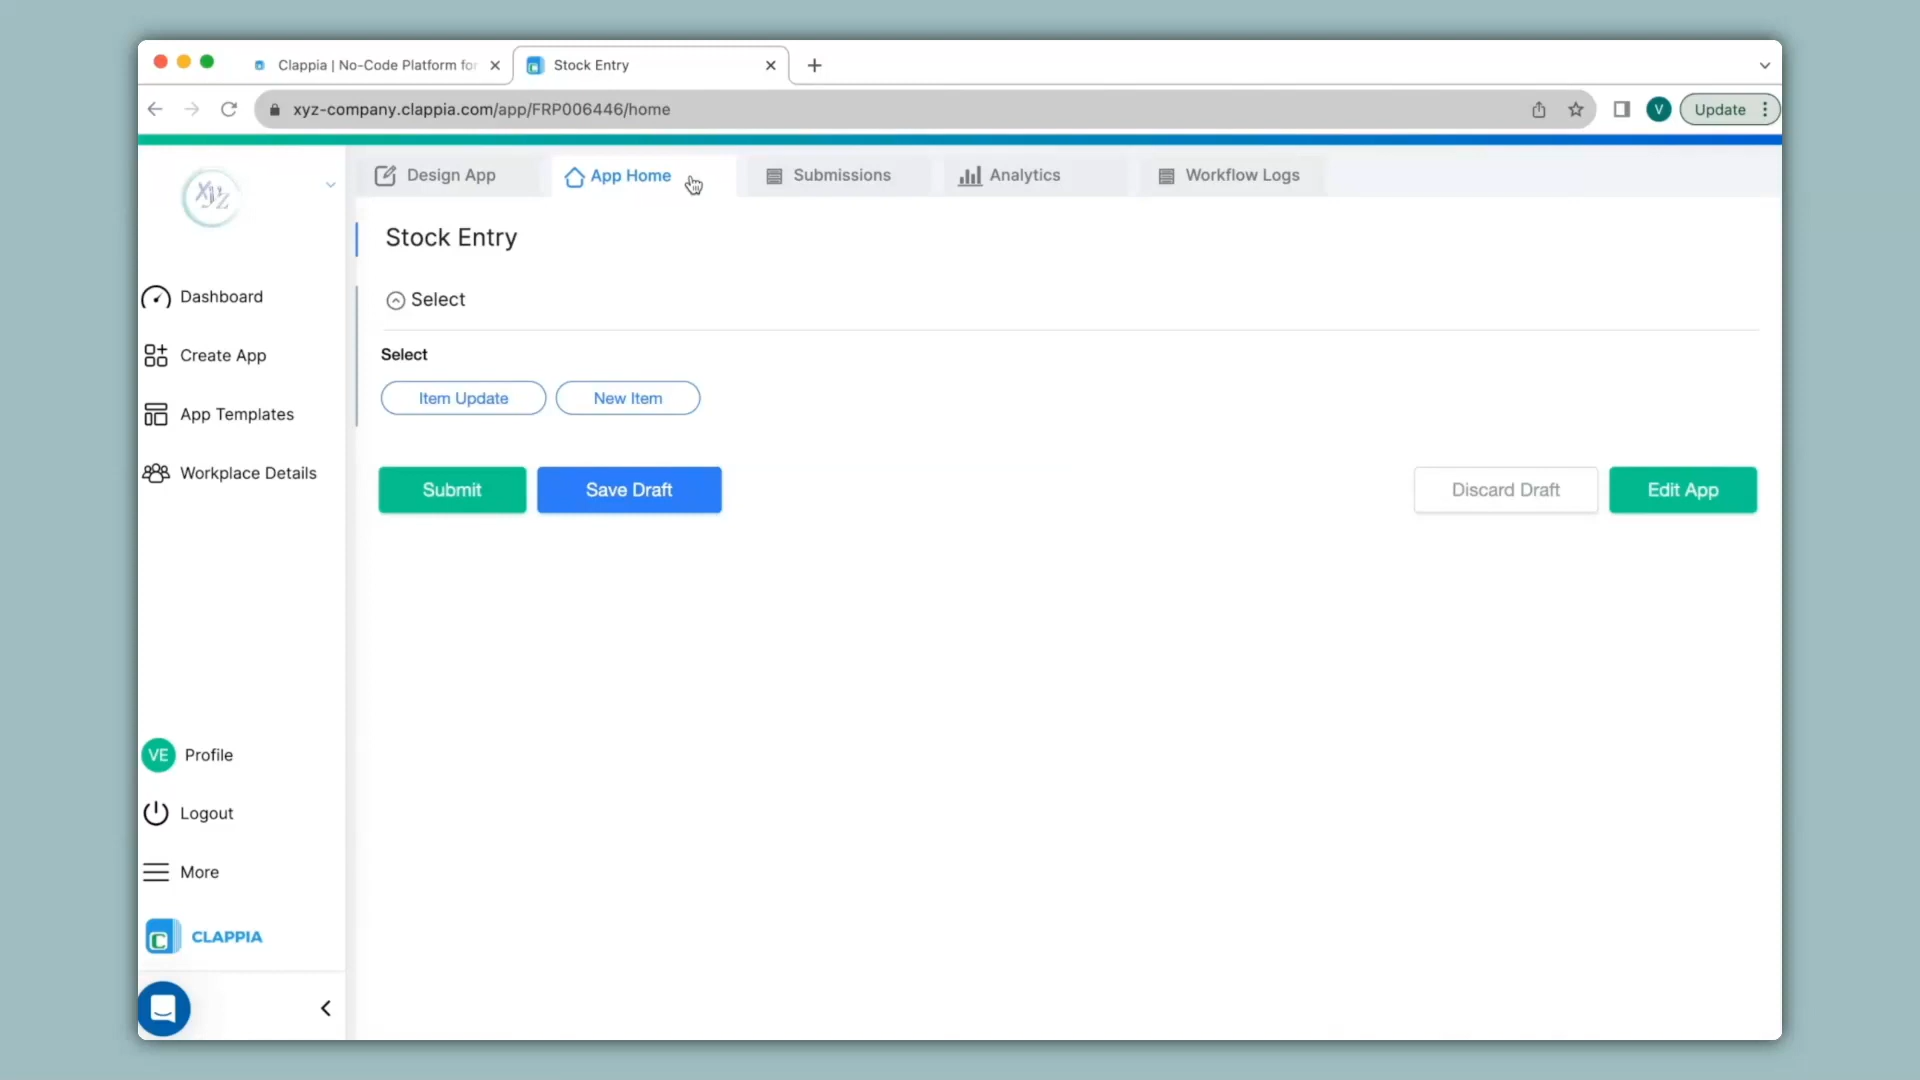 Clappia | No-Code Platform for
Stock Entry
xyz-company.clappia.com/app/FRP006446/home
V
Update
XYZ
Design App
App Home
Submissions
Analytics
Workflow Logs
Stock Entry
Select
Select
Item Update
New Item
Submit
Save Draft
Discard Draft
Edit App
Dashboard
Create App
App Templates
Workplace Details
VE
Profile
Logout
More
C
CLAPPIA